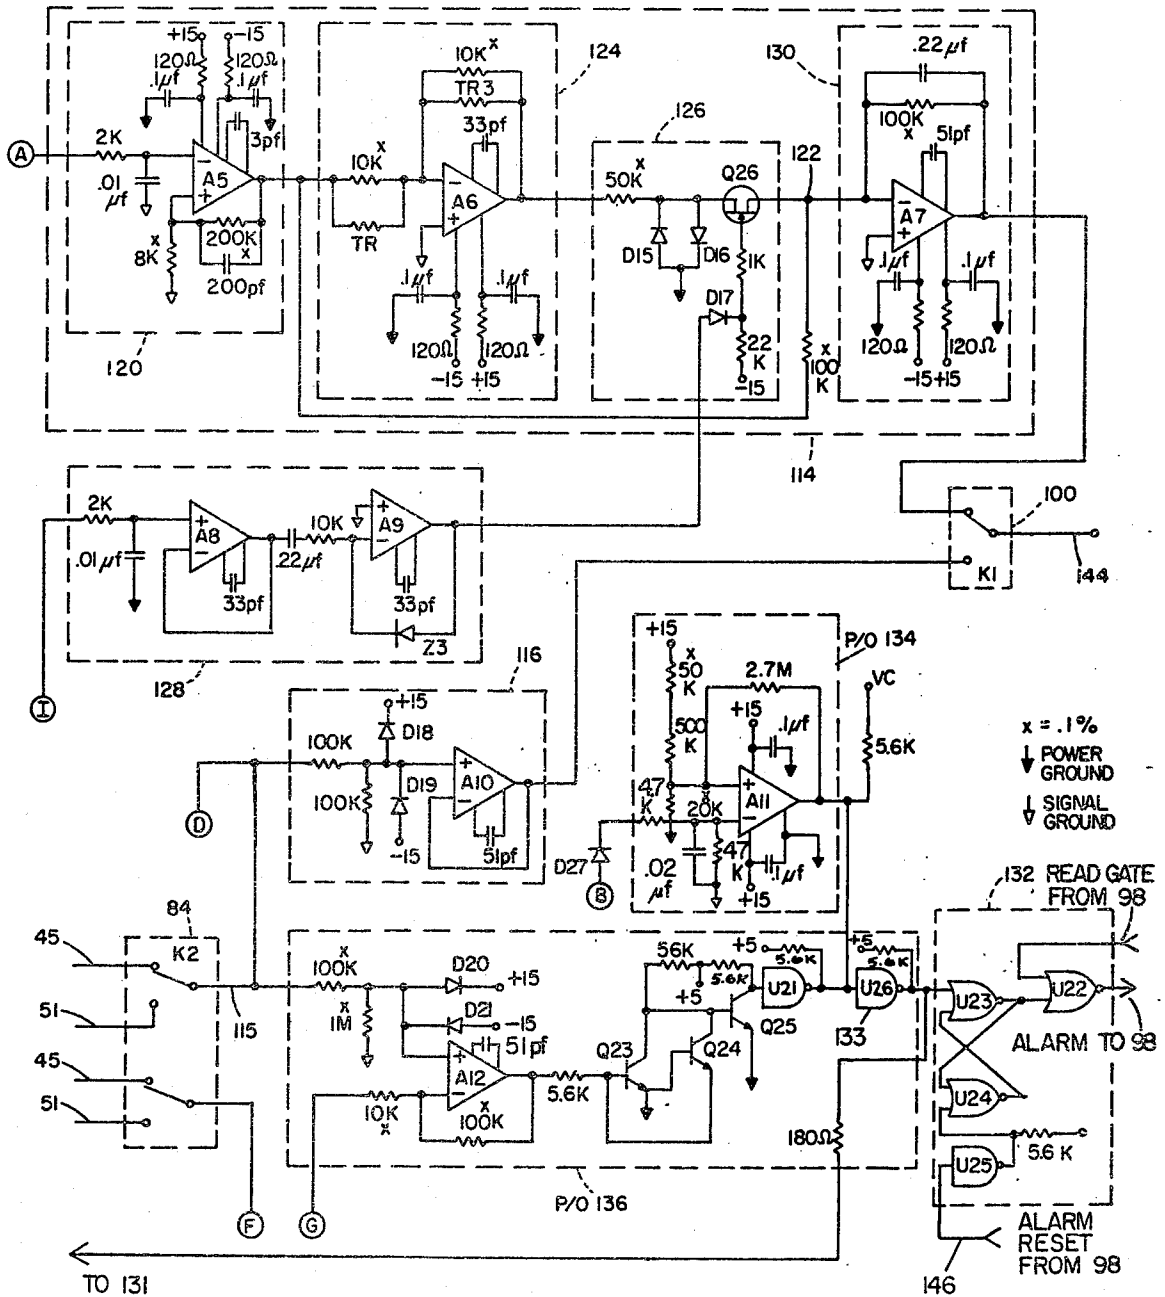 +15 -15
120Ω 120Ω
.1µf .1µf
3pf
2K
A
.01
µf
-
A5
+
200K
x
8K
x
200pf
120
10K x
TR 3
33pf
10K x
TR
-
A6
+
.1µf .1µf
120Ω 120Ω
-15 +15
124
126
50K x
Q26
D15 D16
1K
D17
22
K
-15
122
x
100
K
130
.22µf
100K
x
51pf
-
A7
+
.1µf .1µf
120Ω 120Ω
-15 +15
114
2K
.01µf
+
A8
-
33pf
.22µf
10K
+
A9
-
33pf
Z3
I
128
100
K1
144
116
+15
D18
100K
100K
D19
-15
+
A10
-
51pf
D
P/O 134
+15
x
50
K
500
K
2.7M
+15
.1µf
4.7
K
x
20K
+
A11
-
D27
B
.02
µf
47
K
.1µf
+15
VC
5.6K
x = .1%
POWER
GROUND
SIGNAL
GROUND
84
K2
45
51
45
51
115
F
x
100K
x
1M
D20
+15
D21
-15
51pf
+
A12
-
10K
x
x
100K
G
5.6K
Q23
Q24
56K
5.6K
+5
Q25
+5
5.6K
U21
+5
5.6K
U26
133
180Ω
P/O 136
132 READ GATE
FROM 98
U23
U22
ALARM TO 98
U24
U25
5.6 K
146
ALARM
RESET
FROM 98
TO 131